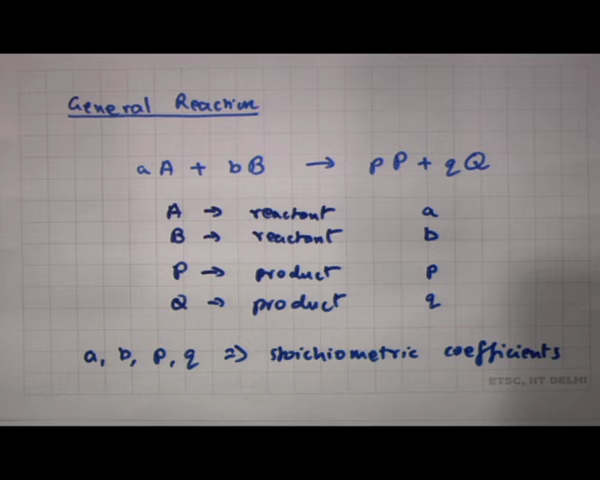 General Reaction
aA + bB → pP + qQ
A → reactant a
B → reactant b
P → product p
Q → product q
a, b, p, q ⇒ stoichiometric coefficients
ETSC, IIT DELHI